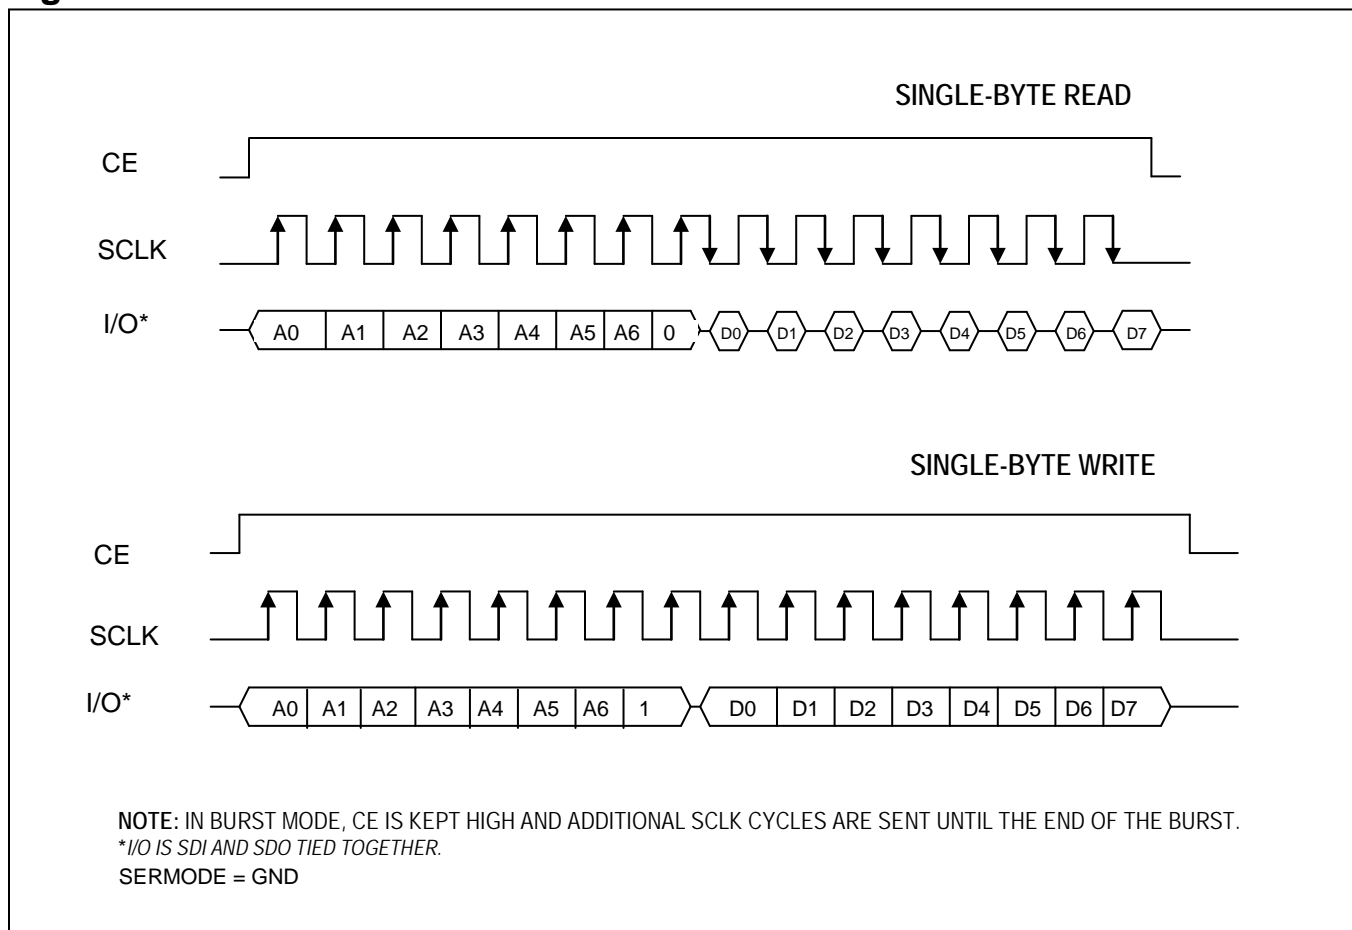 SINGLE-BYTE READ
CE
SCLK
I/O*
A0 A1 A2 A3 A4 A5 A6 0 D0 D1 D2 D3 D4 D5 D6 D7
SINGLE-BYTE WRITE
CE
SCLK
I/O*
A0 A1 A2 A3 A4 A5 A6 1 D0 D1 D2 D3 D4 D5 D6 D7
NOTE: IN BURST MODE, CE IS KEPT HIGH AND ADDITIONAL SCLK CYCLES ARE SENT UNTIL THE END OF THE BURST.
*I/O IS SDI AND SDO TIED TOGETHER.
SERMODE = GND